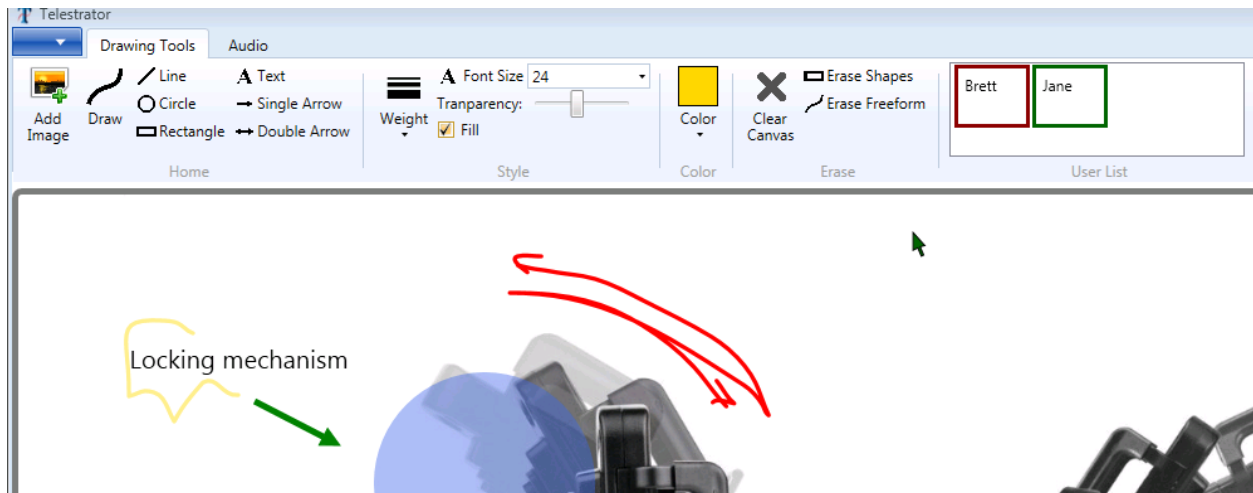 Telestrator
Drawing Tools Audio
Add Image
Draw
Line
Circle
Rectangle
A Text
Single Arrow
Double Arrow
Home
Weight
A Font Size 24
Tranparency:
Fill
Style
Color
Color
Clear Canvas
Erase Shapes
Erase Freeform
Erase
Brett
Jane
User List
Locking mechanism